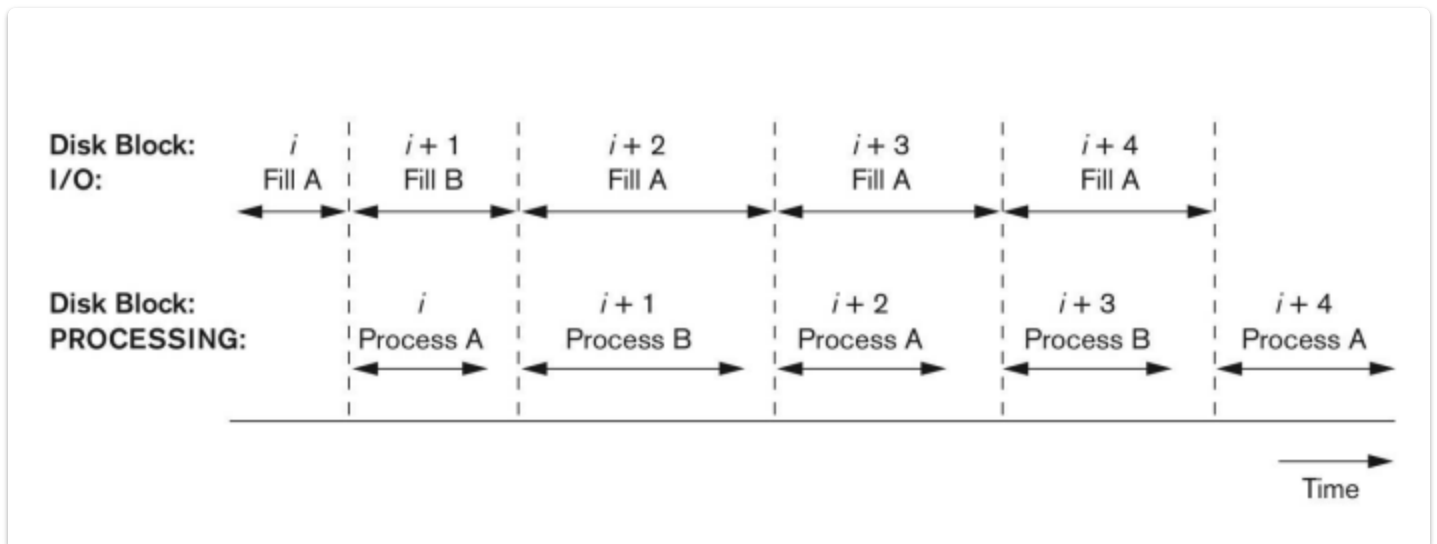 Disk Block: i i + 1 i + 2 i + 3 i + 4
I/O: Fill A Fill B Fill A Fill A Fill A
Disk Block: i i + 1 i + 2 i + 3 i + 4
PROCESSING: Process A Process B Process A Process B Process A
Time